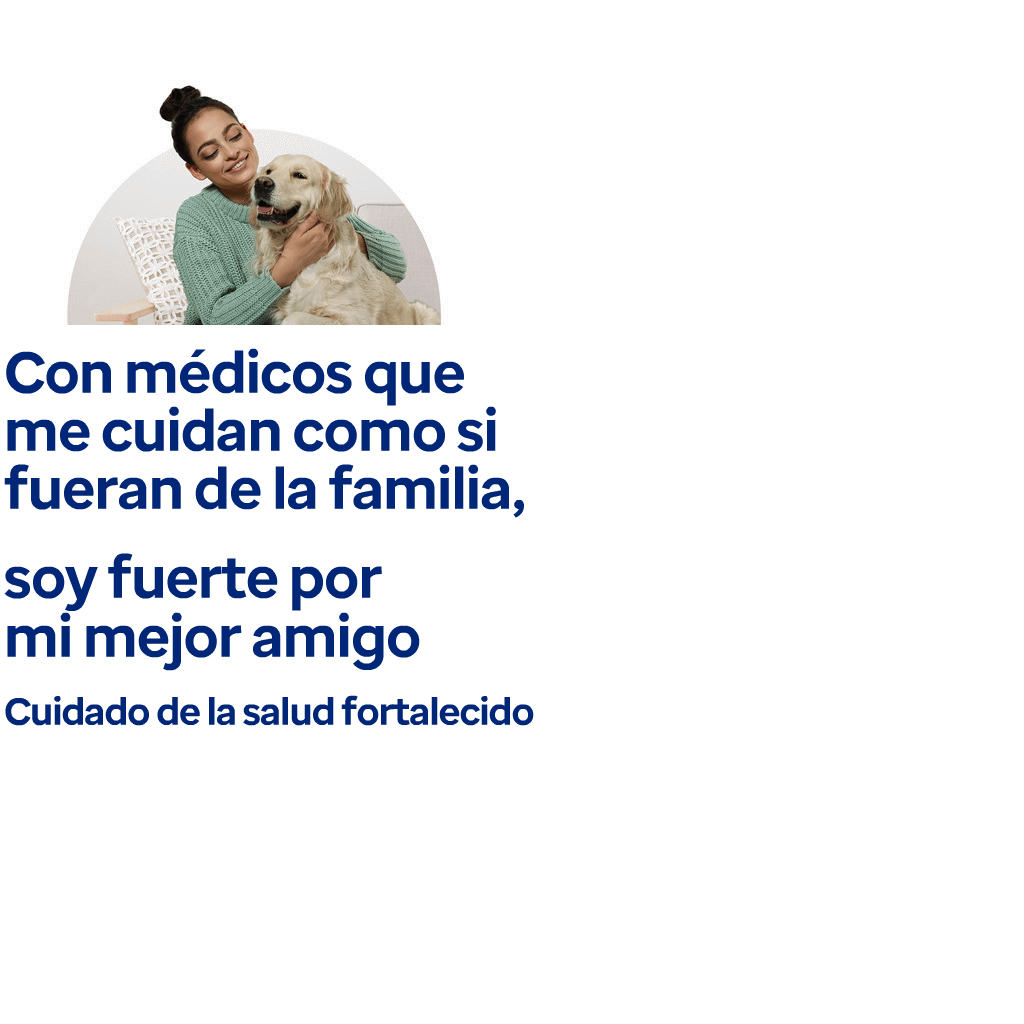 Con médicos que
me cuidan como si
fueran de la familia,
soy fuerte por
mi mejor amigo
Cuidado de la salud fortalecido